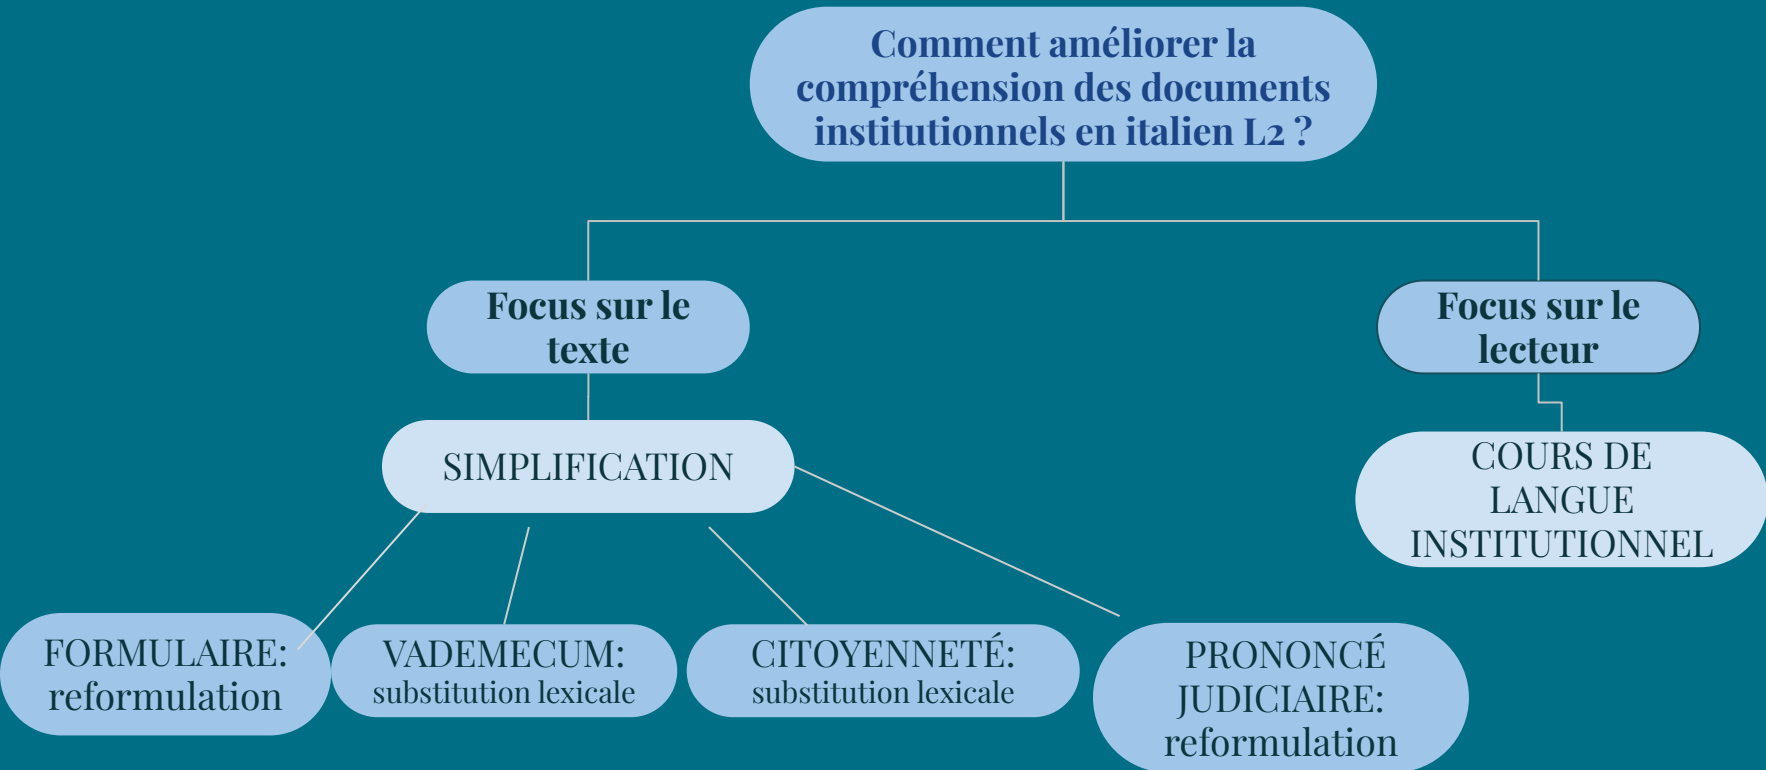 Comment améliorer la
compréhension des documents
institutionnels en italien L2 ?
Focus sur le
texte
Focus sur le
lecteur
SIMPLIFICATION
COURS DE
LANGUE
INSTITUTIONNEL
FORMULAIRE:
reformulation
VADEMECUM:
substitution lexicale
CITOYENNETÉ:
substitution lexicale
PRONONCÉ
JUDICIAIRE:
reformulation